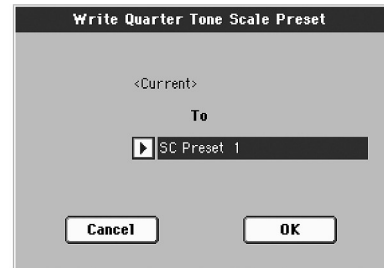 Write Quarter Tone Scale Preset
<Current>
To
SC Preset 1
Cancel
OK